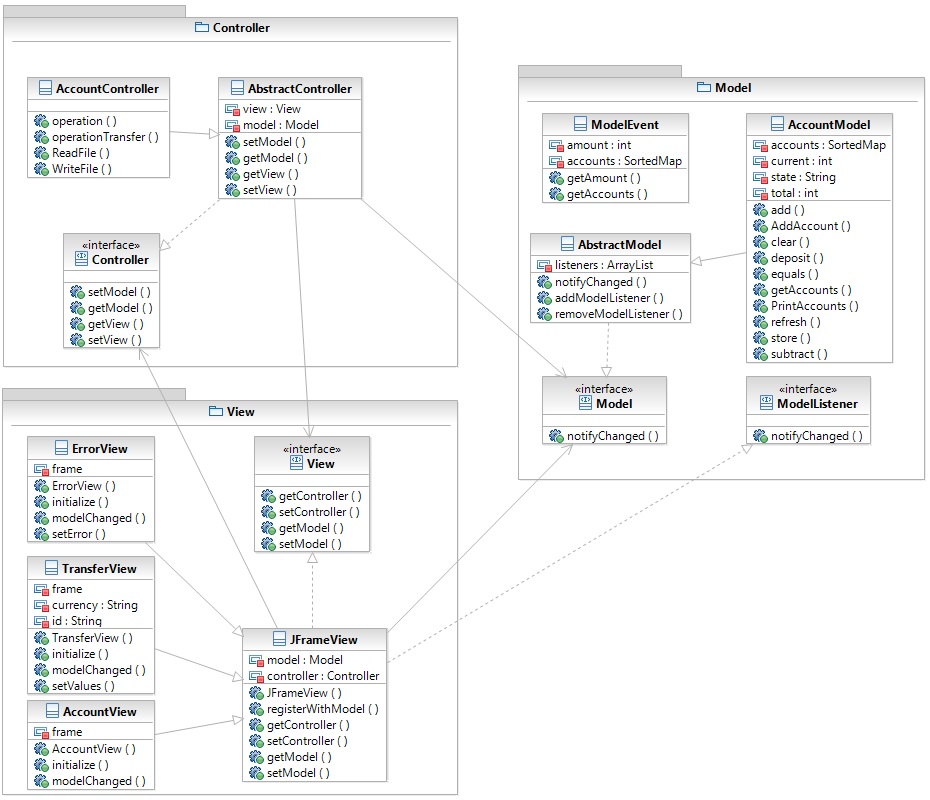 Controller
AccountController
operation ( )
operationTransfer ( )
ReadFile ( )
WriteFile ( )
AbstractController
view : View
model : Model
setModel ( )
getModel ( )
getView ( )
setView ( )
«interface»
Controller
setModel ( )
getModel ( )
getView ( )
setView ( )
Model
ModelEvent
amount : int
accounts : SortedMap
getAmount ( )
getAccounts ( )
AccountModel
accounts : SortedMap
current : int
state : String
total : int
add ( )
AddAccount ( )
clear ( )
deposit ( )
equals ( )
getAccounts ( )
PrintAccounts ( )
refresh ( )
store ( )
subtract ( )
AbstractModel
listeners : ArrayList
notifyChanged ( )
addModelListener ( )
removeModelListener ( )
«interface»
Model
notifyChanged ( )
«interface»
ModelListener
notifyChanged ( )
View
ErrorView
frame
ErrorView ( )
initialize ( )
modelChanged ( )
setError ( )
«interface»
View
getController ( )
setController ( )
getModel ( )
setModel ( )
TransferView
frame
currency : String
id : String
TransferView ( )
initialize ( )
modelChanged ( )
setValues ( )
JFrameView
model : Model
controller : Controller
JFrameView ( )
registerWithModel ( )
getController ( )
setController ( )
getModel ( )
setModel ( )
AccountView
frame
AccountView ( )
initialize ( )
modelChanged ( )